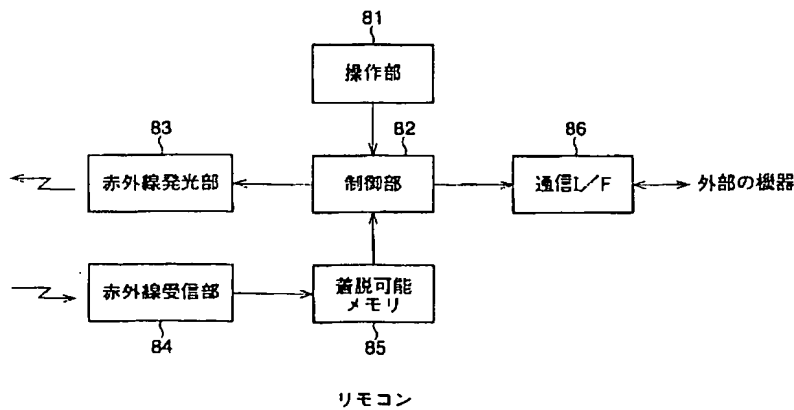 81
操作部
83
82
86
赤外線発光部
制御部
通信I/F
外部の機器
赤外線受信部
着脱可能
メモリ
84
85
リモコン